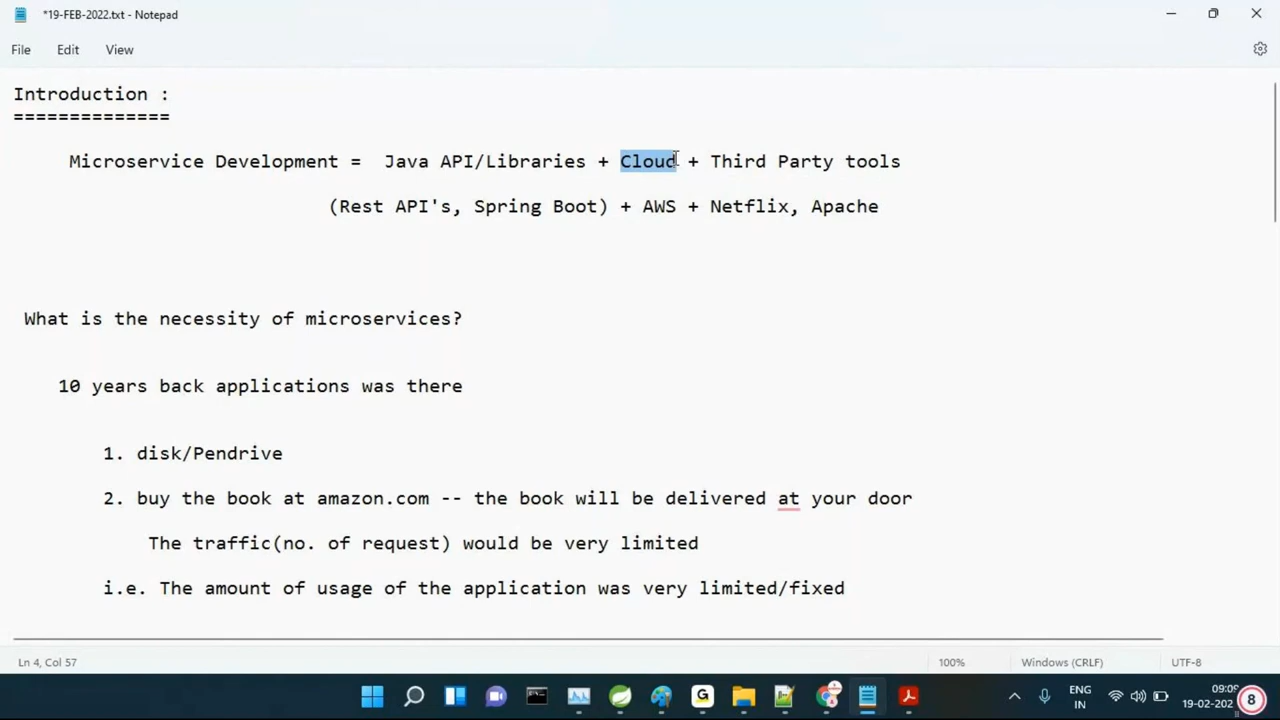 *19-FEB-2022.txt - Notepad
File Edit View
Introduction :
==============
Microservice Development = Java API/Libraries + Cloud + Third Party tools
(Rest API's, Spring Boot) + AWS + Netflix, Apache
What is the necessity of microservices?
10 years back applications was there
1. disk/Pendrive
2. buy the book at amazon.com -- the book will be delivered at your door
The traffic(no. of request) would be very limited
i.e. The amount of usage of the application was very limited/fixed
Ln 4, Col 57 100% Windows (CRLF) UTF-8
ENG 09:09
IN 19-02-202 8